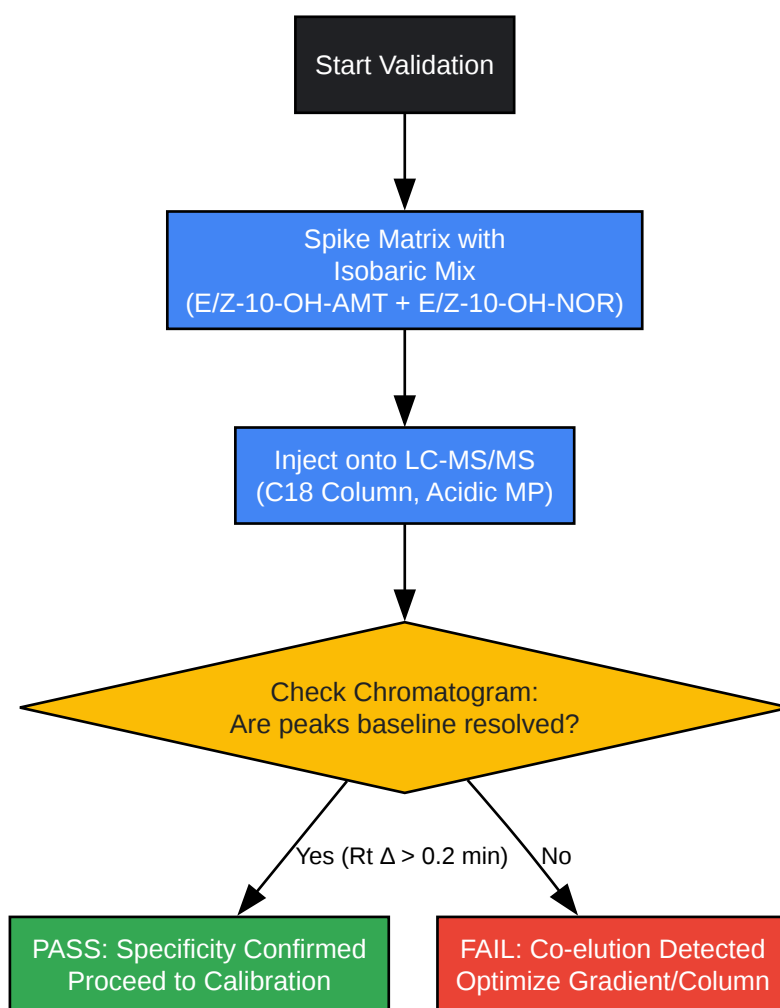 Start Validation
Spike Matrix with
Isobaric Mix
(E/Z-10-OH-AMT + E/Z-10-OH-NOR)
Inject onto LC-MS/MS
(C18 Column, Acidic MP)
Check Chromatogram:
Are peaks baseline resolved?
Yes (Rt Δ > 0.2 min)
No
PASS: Specificity Confirmed
Proceed to Calibration
FAIL: Co-elution Detected
Optimize Gradient/Column